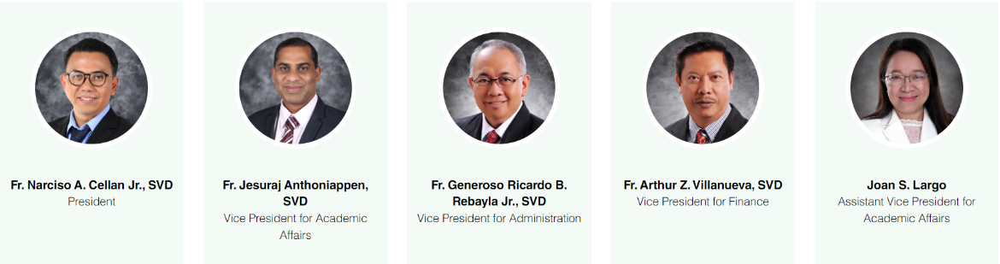 Fr. Narciso A. Cellan Jr., SVD
President
Fr. Jesuraj Anthoniappen,
SVD
Vice President for Academic
Affairs
Fr. Generoso Ricardo B.
Rebayla Jr., SVD
Vice President for Administration
Fr. Arthur Z. Villanueva, SVD
Vice President for Finance
Joan S. Largo
Assistant Vice President for
Academic Affairs